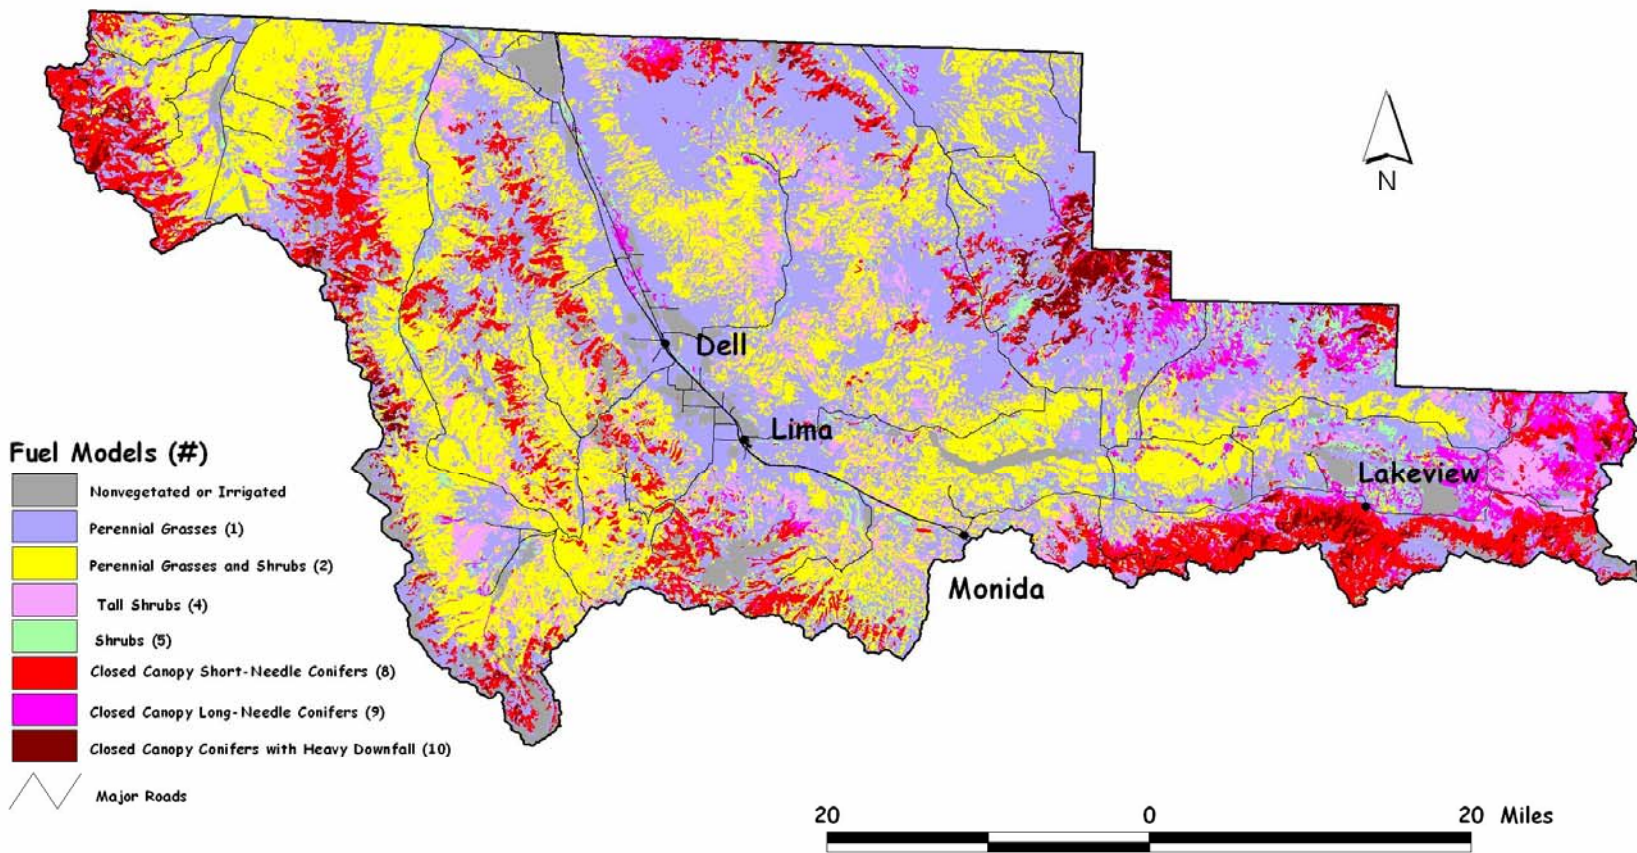 N
Dell
Lima
Lakeview
Monida
Fuel Models (#)
Nonvegetated or Irrigated
Perennial Grasses (1)
Perennial Grasses and Shrubs (2)
Tall Shrubs (4)
Shrubs (5)
Closed Canopy Short-Needle Conifers (8)
Closed Canopy Long-Needle Conifers (9)
Closed Canopy Conifers with Heavy Downfall (10)
Major Roads
20 0 20 Miles